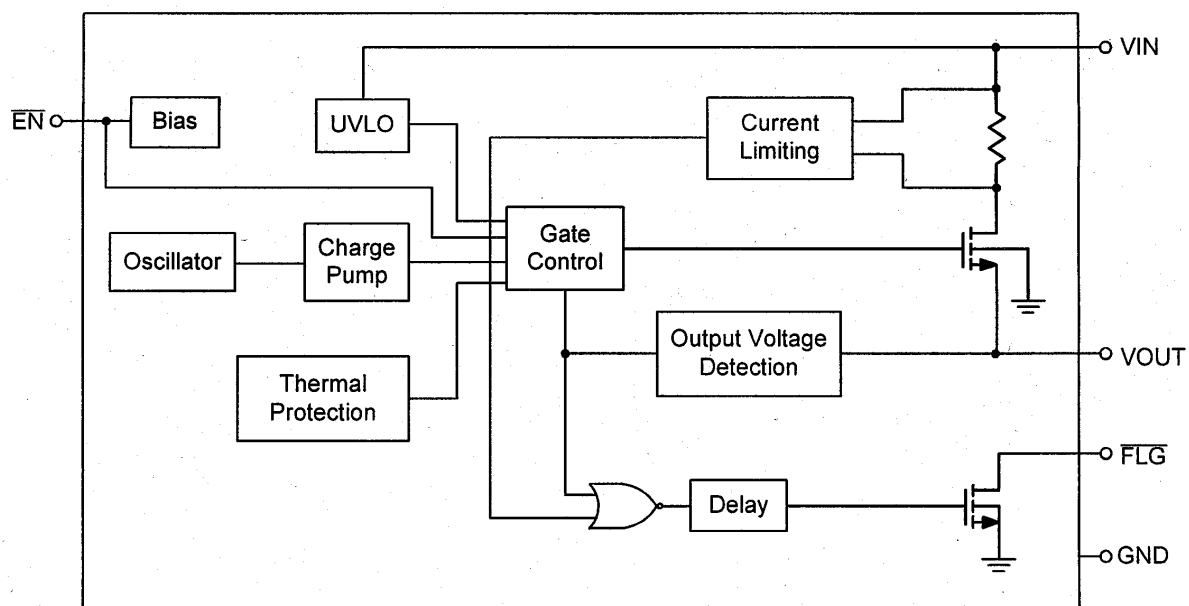 VIN
EN
Bias
UVLO
Current
Limiting
Oscillator
Charge
Pump
Gate
Control
Thermal
Protection
Output Voltage
Detection
VOUT
FLG
Delay
GND